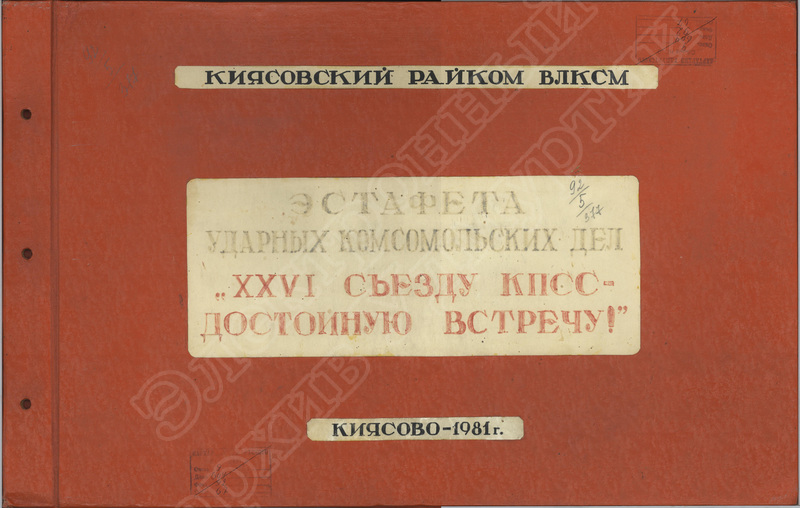 КИЯСОВСКИЙ РАЙКОМ ВЛКСМ
ЭСТАФЕТА
УДАРНЫХ КОМСОМОЛЬСКИХ ДЕЛ
„XXVI СЪЕЗДУ КПСС-
ДОСТОЙНУЮ ВСТРЕЧУ!”
КИЯСОВО-1981г.